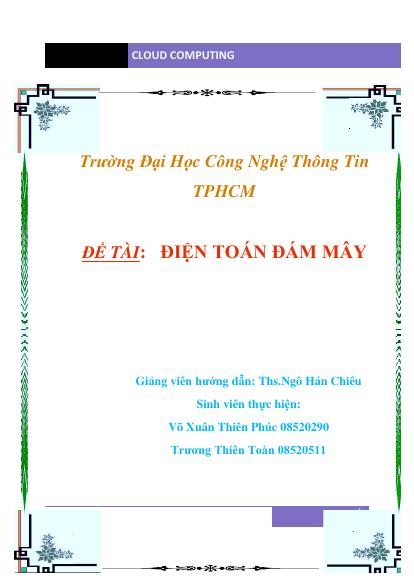 CLOUD COMPUTING
Trường Đại Học Công Nghệ Thông Tin
TPHCM
ĐỀ TÀI: ĐIỆN TOÁN ĐÁM MÂY
Giảng viên hướng dẫn: Ths.Ngô Hán Chiêu
Sinh viên thực hiện:
Võ Xuân Thiên Phúc 08520290
Trương Thiên Toàn 08520511